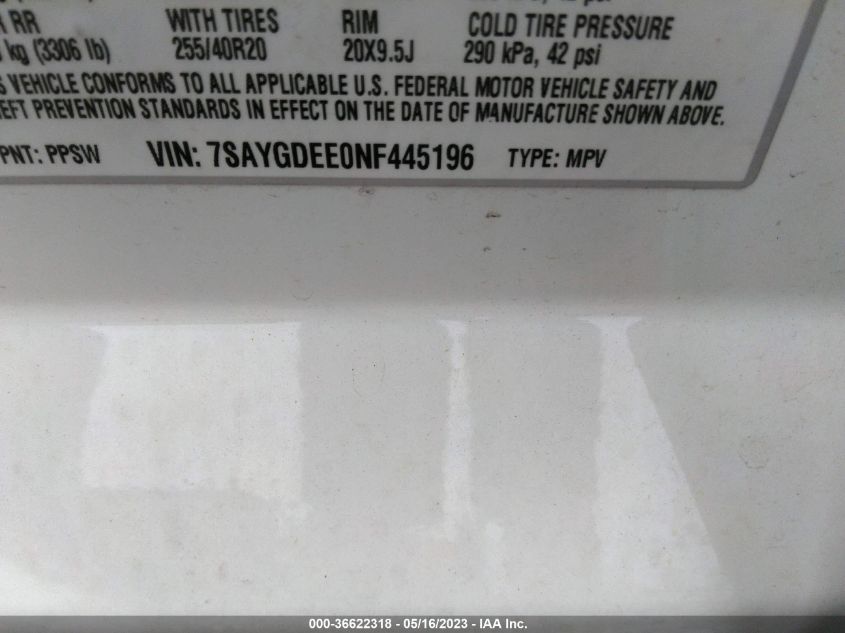 RR WITH TIRES RIM COLD TIRE PRESSURE
kg (3306 lb) 255/40R20 20X9.5J 290 kPa, 42 psi
VEHICLE CONFORMS TO ALL APPLICABLE U.S. FEDERAL MOTOR VEHICLE SAFETY AND
PREVENTION STANDARDS IN EFFECT ON THE DATE OF MANUFACTURE SHOWN ABOVE.
PNT: PPSW VIN: 7SAYGDEE0NF445196 TYPE: MPV
000-36622318 - 05/16/2023 - IAA Inc.